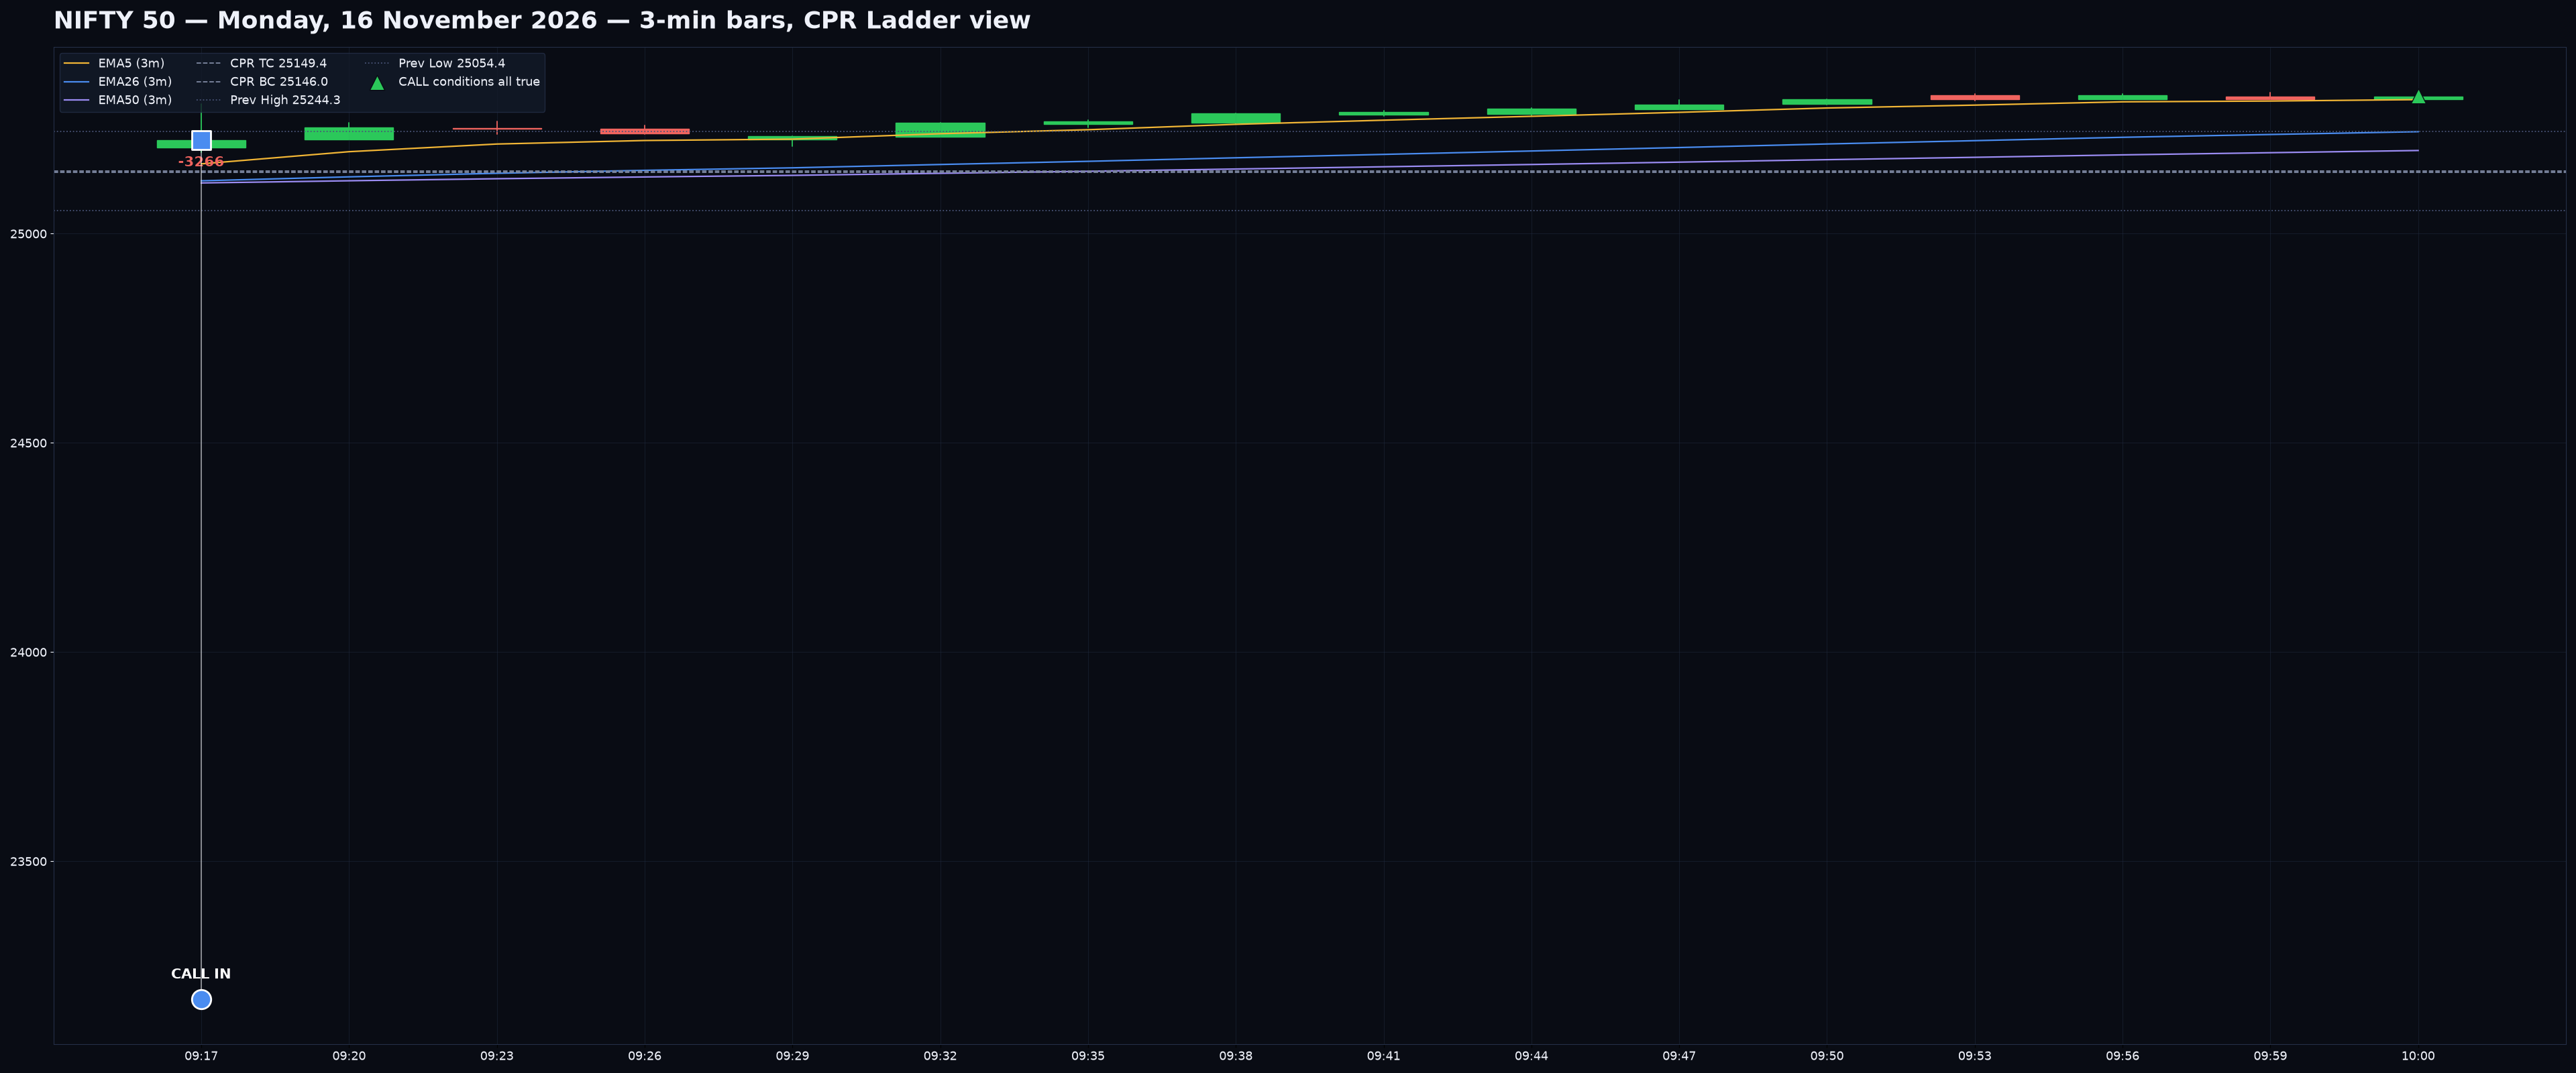 NIFTY 50 — Monday, 16 November 2026 — 3-min bars, CPR Ladder view
EMA5 (3m)
EMA26 (3m)
EMA50 (3m)
CPR TC 25149.4
CPR BC 25146.0
Prev High 25244.3
Prev Low 25054.4
CALL conditions all true
-3266
25000
24500
24000
23500
CALL IN
09:17 09:20 09:23 09:26 09:29 09:32 09:35 09:38 09:41 09:44 09:47 09:50 09:53 09:56 09:59 10:00